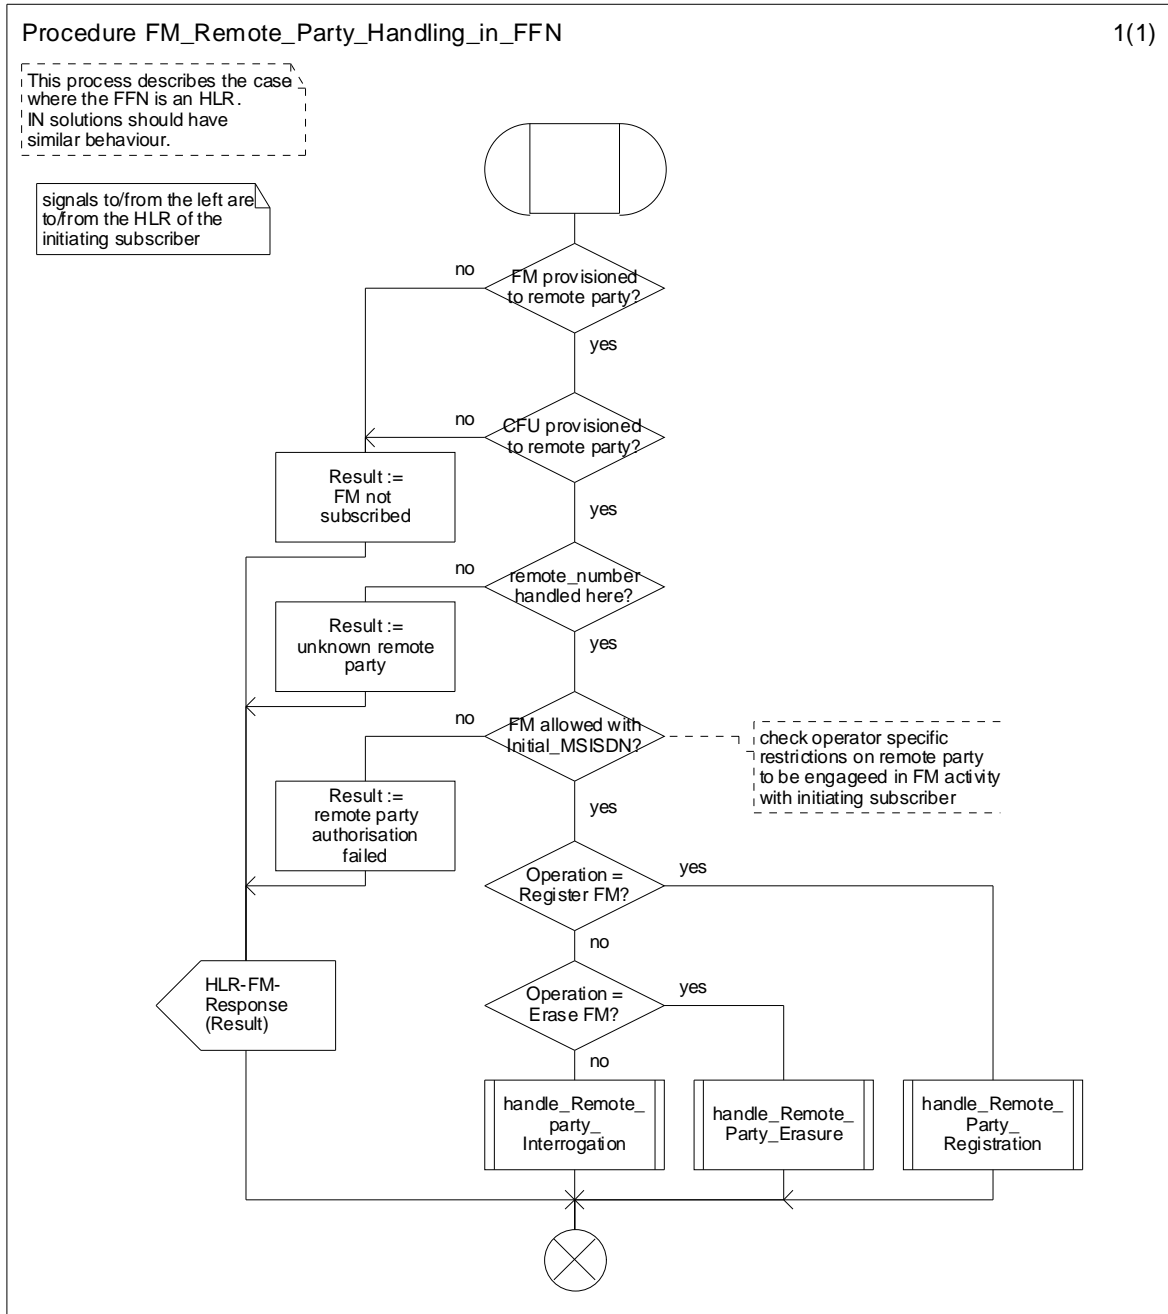 Procedure FM_Remote_Party_Handling_in_FFN
1(1)
This process describes the case
where the FFN is an HLR.
IN solutions should have
similar behaviour.
signals to/from the left are
to/from the HLR of the
initiating subscriber
no
FM provisioned
to remote party?
yes
no
CFU provisioned
to remote party?
Result :=
FM not
subscribed
yes
no
remote_number
handled here?
Result :=
unknown remote
party
yes
no
FM allowed with
Initial_MSISDN?
check operator specific
restrictions on remote party
to be engageed in FM activity
with initiating subscriber
Result :=
remote party
authorisation
failed
yes
Operation =
Register FM?
yes
no
HLR-FM-
Response
(Result)
Operation =
Erase FM?
yes
no
handle_Remote_
party_
Interrogation
handle_Remote_
Party_Erasure
handle_Remote_
Party_
Registration